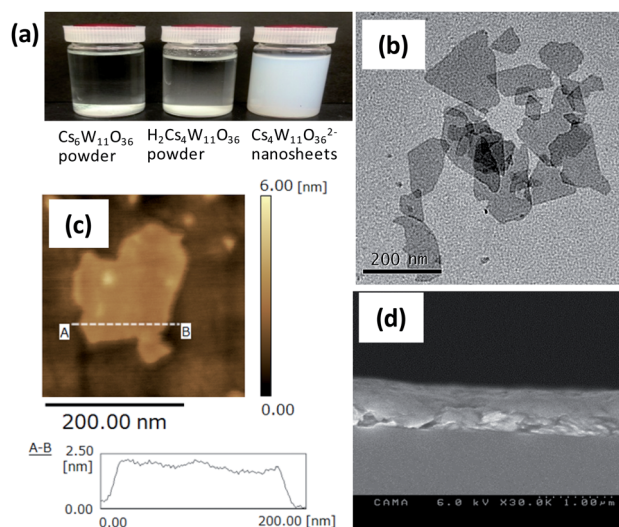 (a)
Cs₆W₁₁O₃₆
powder
H₂Cs₄W₁₁O₃₆
powder
Cs₄W₁₁O₃₆²⁻
nanosheets
(b)
200 nm
(c)
6.00 [nm]
0.00
A
B
200.00 nm
A-B
2.50
[nm]
0.00
0.00
200.00 [nm]
(d)
CAMA 6.0 kV X30.0K 1.00μm